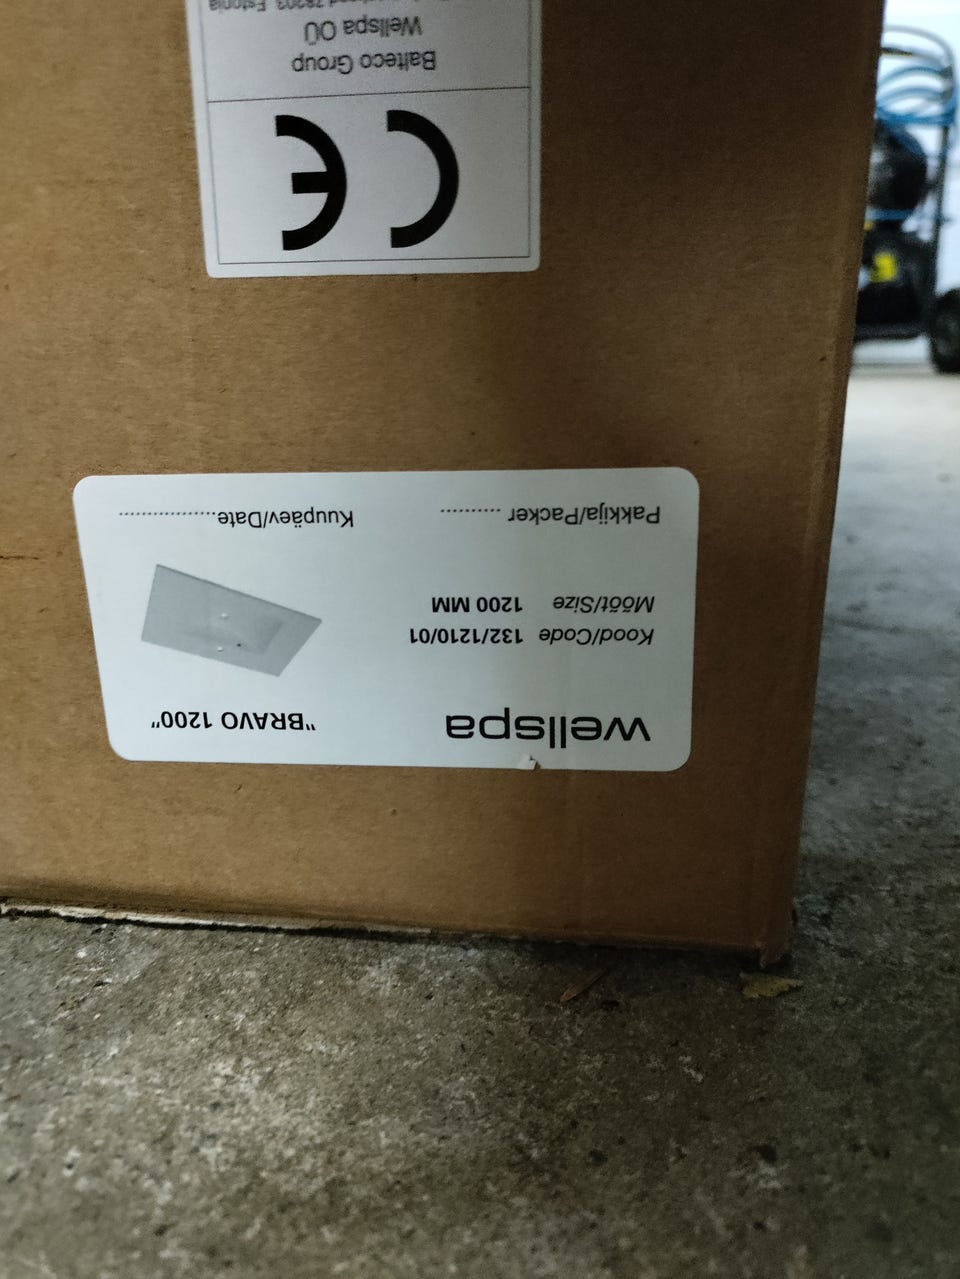 wellspa
"BRAVO 1200"
Kood/Code 132/1210/01
Mõõt/Size 1200 MM
Pakkija/Packer ..........
Kuupäev/Date..................
CE
Balteco Group
Wellspa OÜ
Estonia